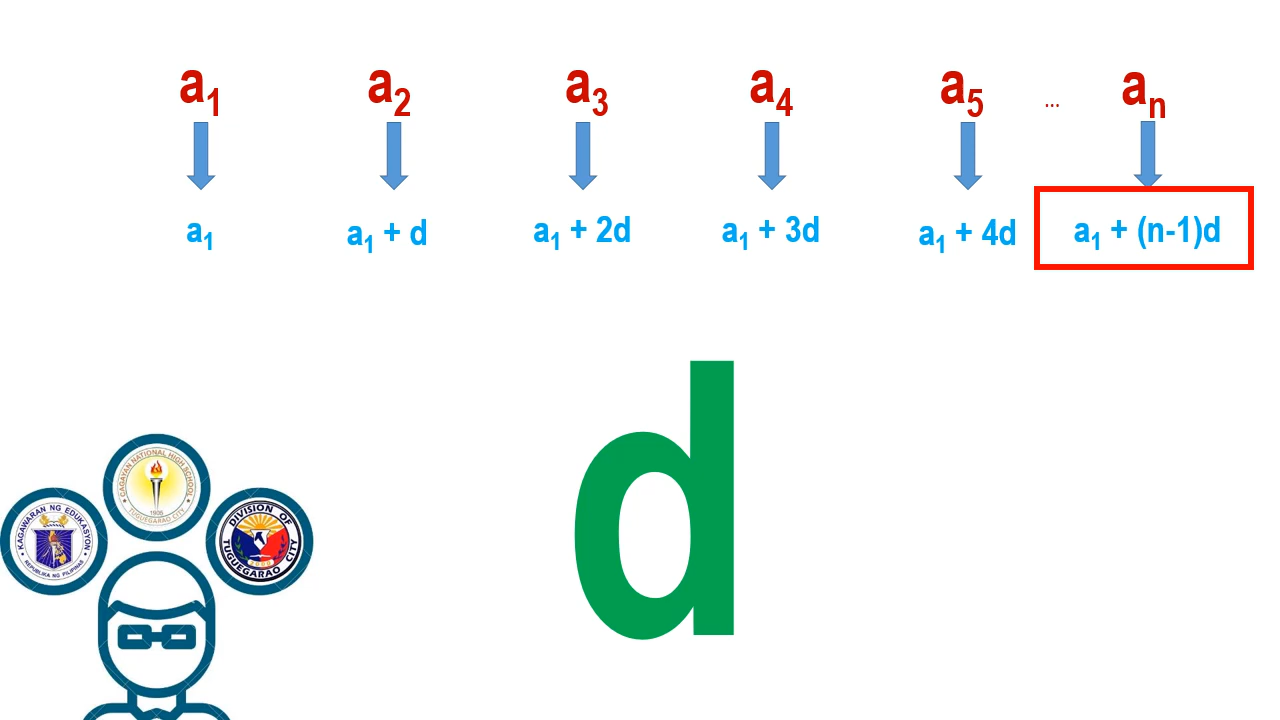 a₁ a₂ a₃ a₄ a₅ ... aₙ
a₁ a₁ + d a₁ + 2d a₁ + 3d a₁ + 4d a₁ + (n-1)d
d
CAGAYAN NATIONAL HIGH SCHOOL
1908
TUGUEGARAO CITY
KAGAWARAN NG EDUKASYON
REPUBLIKA NG PILIPINAS
DIVISION OF
TUGUEGARAO CITY